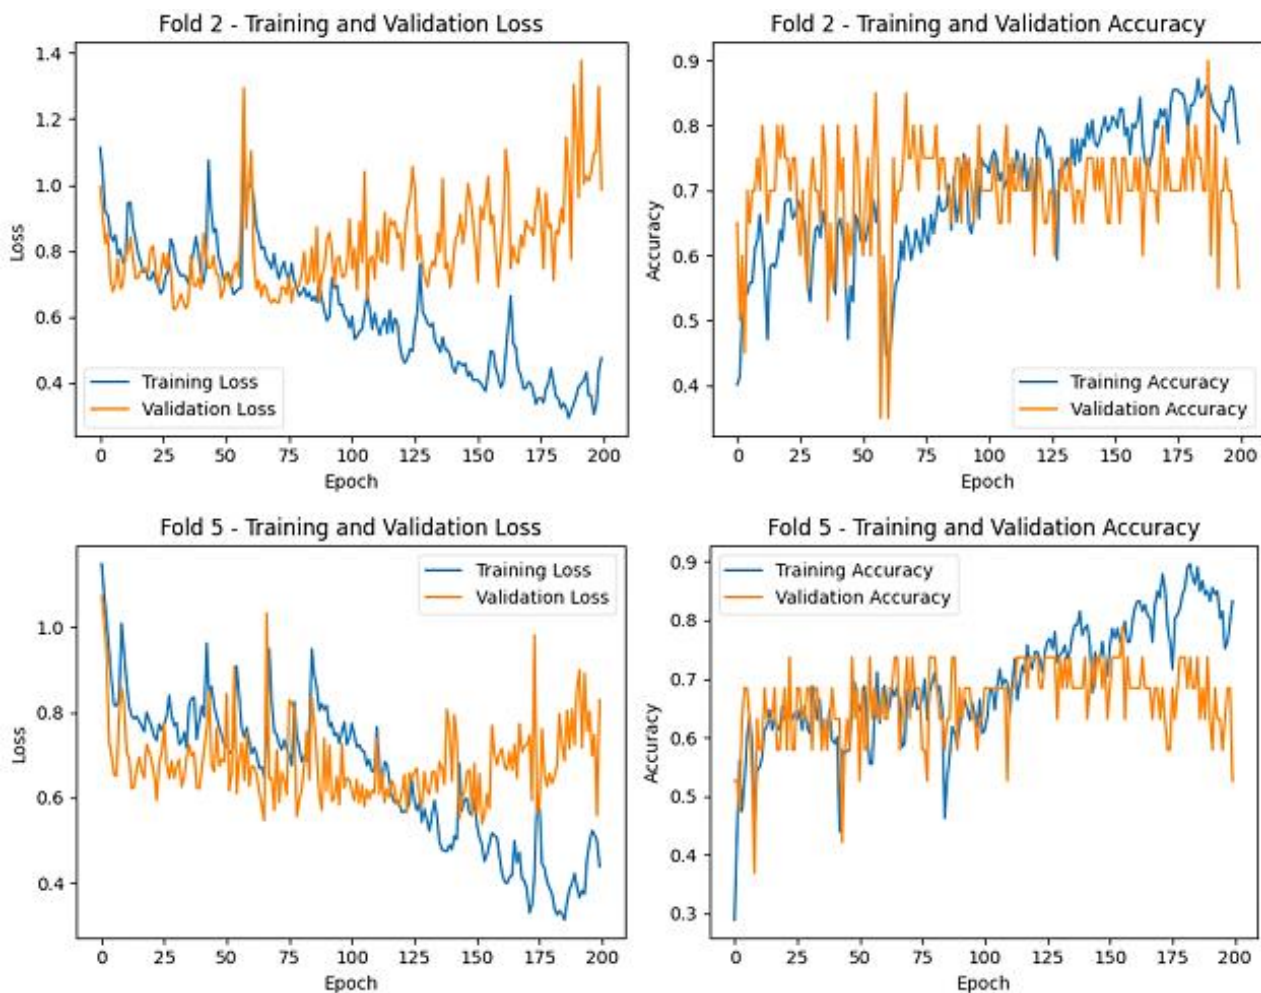 Fold 2 - Training and Validation Loss
1.4
1.2
1.0
0.8
0.6
0.4
Loss
Training Loss
Validation Loss
0 25 50 75 100 125 150 175 200
Epoch
Fold 2 - Training and Validation Accuracy
0.9
0.8
0.7
0.6
0.5
0.4
Accuracy
Training Accuracy
Validation Accuracy
0 25 50 75 100 125 150 175 200
Epoch
Fold 5 - Training and Validation Loss
1.0
0.8
0.6
0.4
Loss
Training Loss
Validation Loss
0 25 50 75 100 125 150 175 200
Epoch
Fold 5 - Training and Validation Accuracy
0.9
0.8
0.7
0.6
0.5
0.4
0.3
Accuracy
Training Accuracy
Validation Accuracy
0 25 50 75 100 125 150 175 200
Epoch